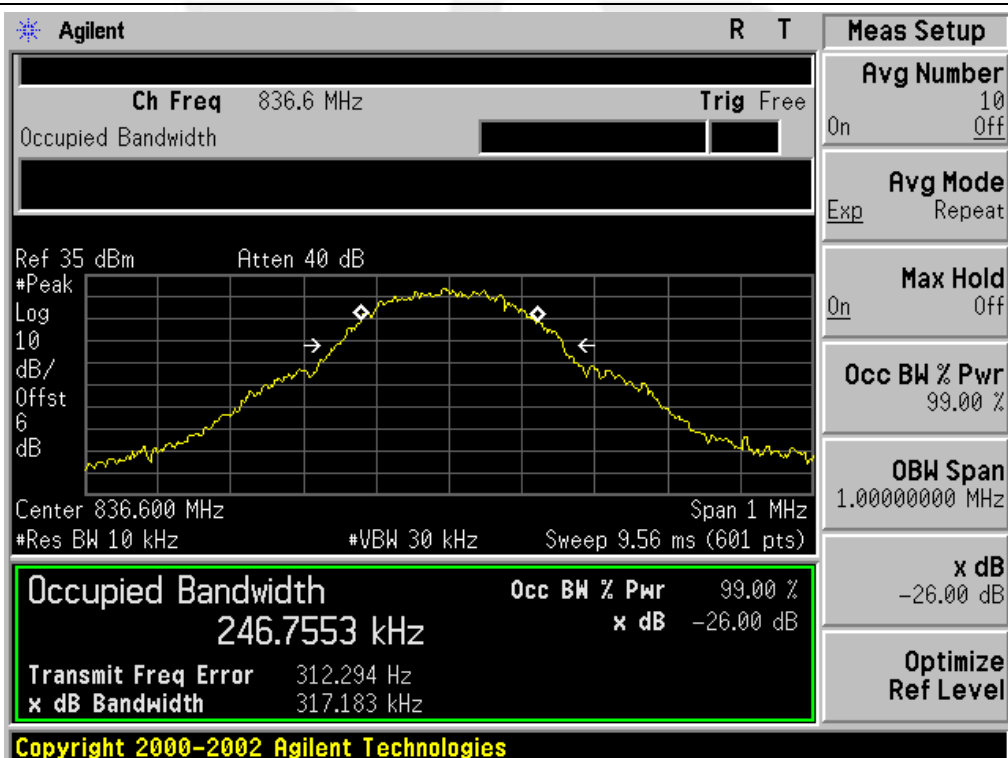 Agilent R T
Ch Freq 836.6 MHz Trig Free
Occupied Bandwidth
Ref 35 dBm Atten 40 dB
#Peak
Log
10
dB/
Offst
6
dB
Center 836.600 MHz Span 1 MHz
#Res BW 10 kHz #VBW 30 kHz Sweep 9.56 ms (601 pts)
Occupied Bandwidth Occ BW % Pwr 99.00 %
246.7553 kHz x dB -26.00 dB
Transmit Freq Error 312.294 Hz
x dB Bandwidth 317.183 kHz
Copyright 2000-2002 Agilent Technologies
Meas Setup
Avg Number
10
On Off
Avg Mode
Exp Repeat
Max Hold
On Off
Occ BW % Pwr
99.00 %
OBW Span
1.00000000 MHz
x dB
-26.00 dB
Optimize
Ref Level